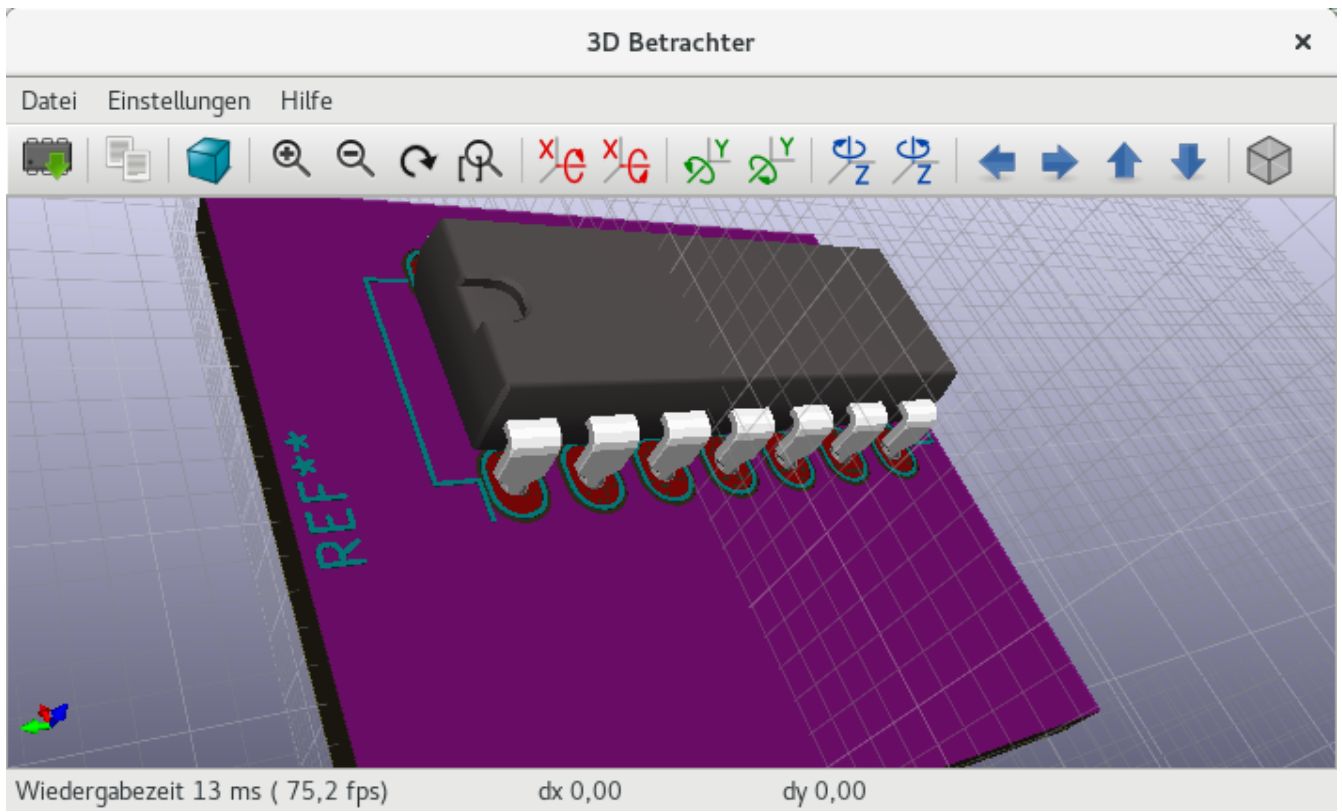 3D Betrachter
Datei Einstellungen Hilfe
X X Y Y Z Z
REF**
Wiedergabezeit 13 ms ( 75,2 fps) dx 0,00 dy 0,00